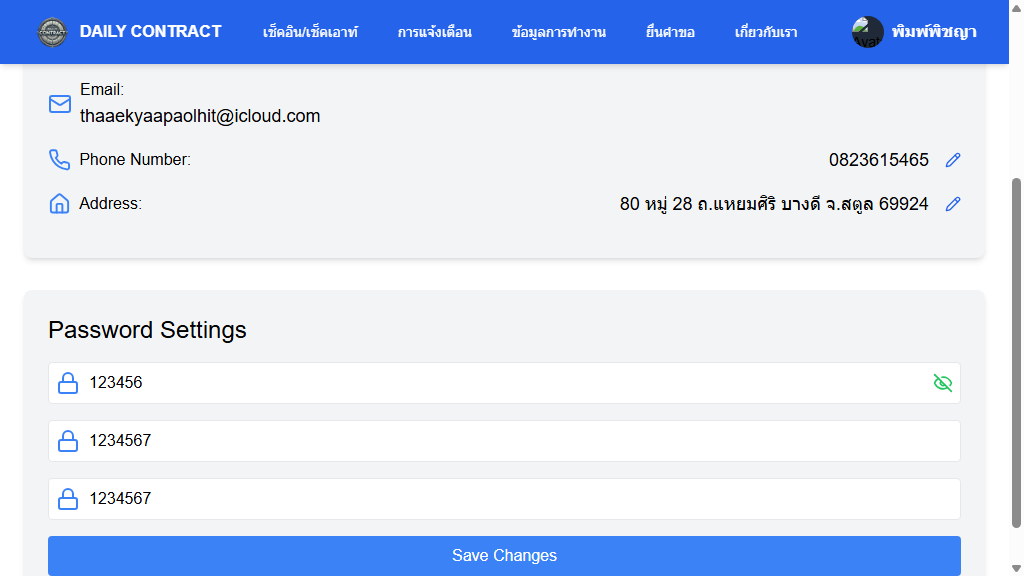 DAILY CONTRACT
เช็คอิน/เช็คเอาท์
การแจ้งเตือน
ข้อมูลการทำงาน
ยื่นคำขอ
เกี่ยวกับเรา
พิมพ์พิชญา
Email:
thaaekyaapaolhit@icloud.com
Phone Number:
0823615465
Address:
80 หมู่ 28 ถ.แหยมศิริ บางดี จ.สตูล 69924
Password Settings
123456
1234567
1234567
Save Changes